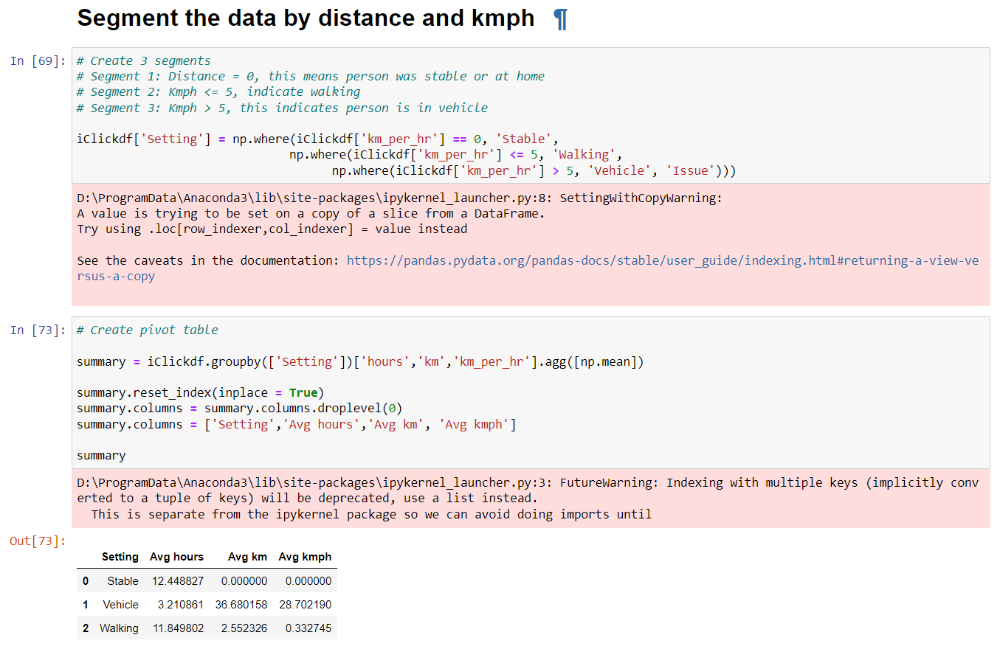 Segment the data by distance and kmph ¶
In [69]:
# Create 3 segments
# Segment 1: Distance = 0, this means person was stable or at home
# Segment 2: Kmph <= 5, indicate walking
# Segment 3: Kmph > 5, this indicates person is in vehicle
iClickdf['Setting'] = np.where(iClickdf['km_per_hr'] == 0, 'Stable',
np.where(iClickdf['km_per_hr'] <= 5, 'Walking',
np.where(iClickdf['km_per_hr'] > 5, 'Vehicle', 'Issue')))
D:\ProgramData\Anaconda3\lib\site-packages\ipykernel_launcher.py:8: SettingWithCopyWarning:
A value is trying to be set on a copy of a slice from a DataFrame.
Try using .loc[row_indexer,col_indexer] = value instead
See the caveats in the documentation: https://pandas.pydata.org/pandas-docs/stable/user_guide/indexing.html#returning-a-view-ve
rsus-a-copy
In [73]:
# Create pivot table
summary = iClickdf.groupby(['Setting'])['hours','km','km_per_hr'].agg([np.mean])
summary.reset_index(inplace = True)
summary.columns = summary.columns.droplevel(0)
summary.columns = ['Setting','Avg hours','Avg km', 'Avg kmph']
summary
D:\ProgramData\Anaconda3\lib\site-packages\ipykernel_launcher.py:3: FutureWarning: Indexing with multiple keys (implicitly conv
erted to a tuple of keys) will be deprecated, use a list instead.
This is separate from the ipykernel package so we can avoid doing imports until
Out[73]:
Setting Avg hours Avg km Avg kmph
0 Stable 12.448827 0.000000 0.000000
1 Vehicle 3.210861 36.680158 28.702190
2 Walking 11.849802 2.552326 0.332745